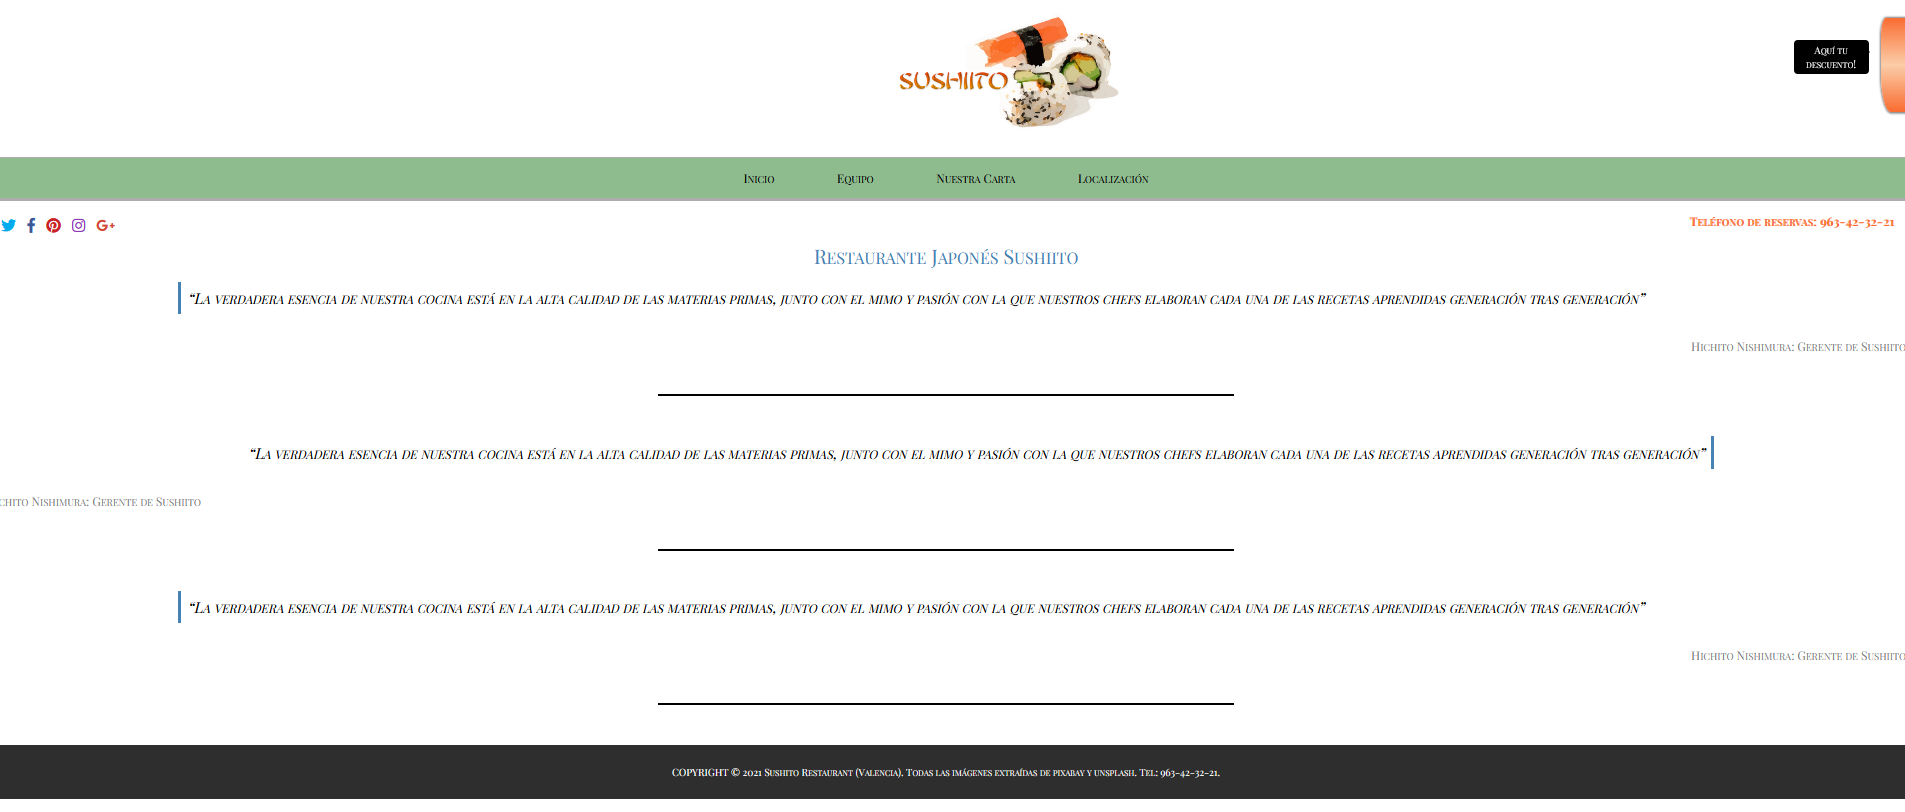 SUSHIITO
Aquí tu
descuento!
Inicio Equipo Nuestra Carta Localización
Teléfono de reservas: 963-42-32-21
Restaurante Japonés Sushiito
“La verdadera esencia de nuestra cocina está en la alta calidad de las materias primas, junto con el mimo y pasión con la que nuestros chefs elaboran cada una de las recetas aprendidas generación tras generación”
Hichito Nishimura: Gerente de Sushiito
“La verdadera esencia de nuestra cocina está en la alta calidad de las materias primas, junto con el mimo y pasión con la que nuestros chefs elaboran cada una de las recetas aprendidas generación tras generación”
chito Nishimura: Gerente de Sushiito
“La verdadera esencia de nuestra cocina está en la alta calidad de las materias primas, junto con el mimo y pasión con la que nuestros chefs elaboran cada una de las recetas aprendidas generación tras generación”
Hichito Nishimura: Gerente de Sushiito
COPYRIGHT © 2021 Sushito Restaurant (Valencia). Todas las imágenes extraídas de pixabay y unsplash. Tel: 963-42-32-21.